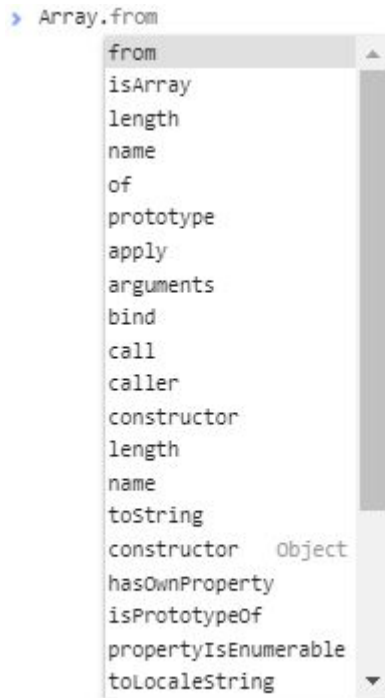 > Array.from
from
isArray
length
name
of
prototype
apply
arguments
bind
call
caller
constructor
length
name
toString
constructor Object
hasOwnProperty
isPrototypeOf
propertyIsEnumerable
toLocaleString